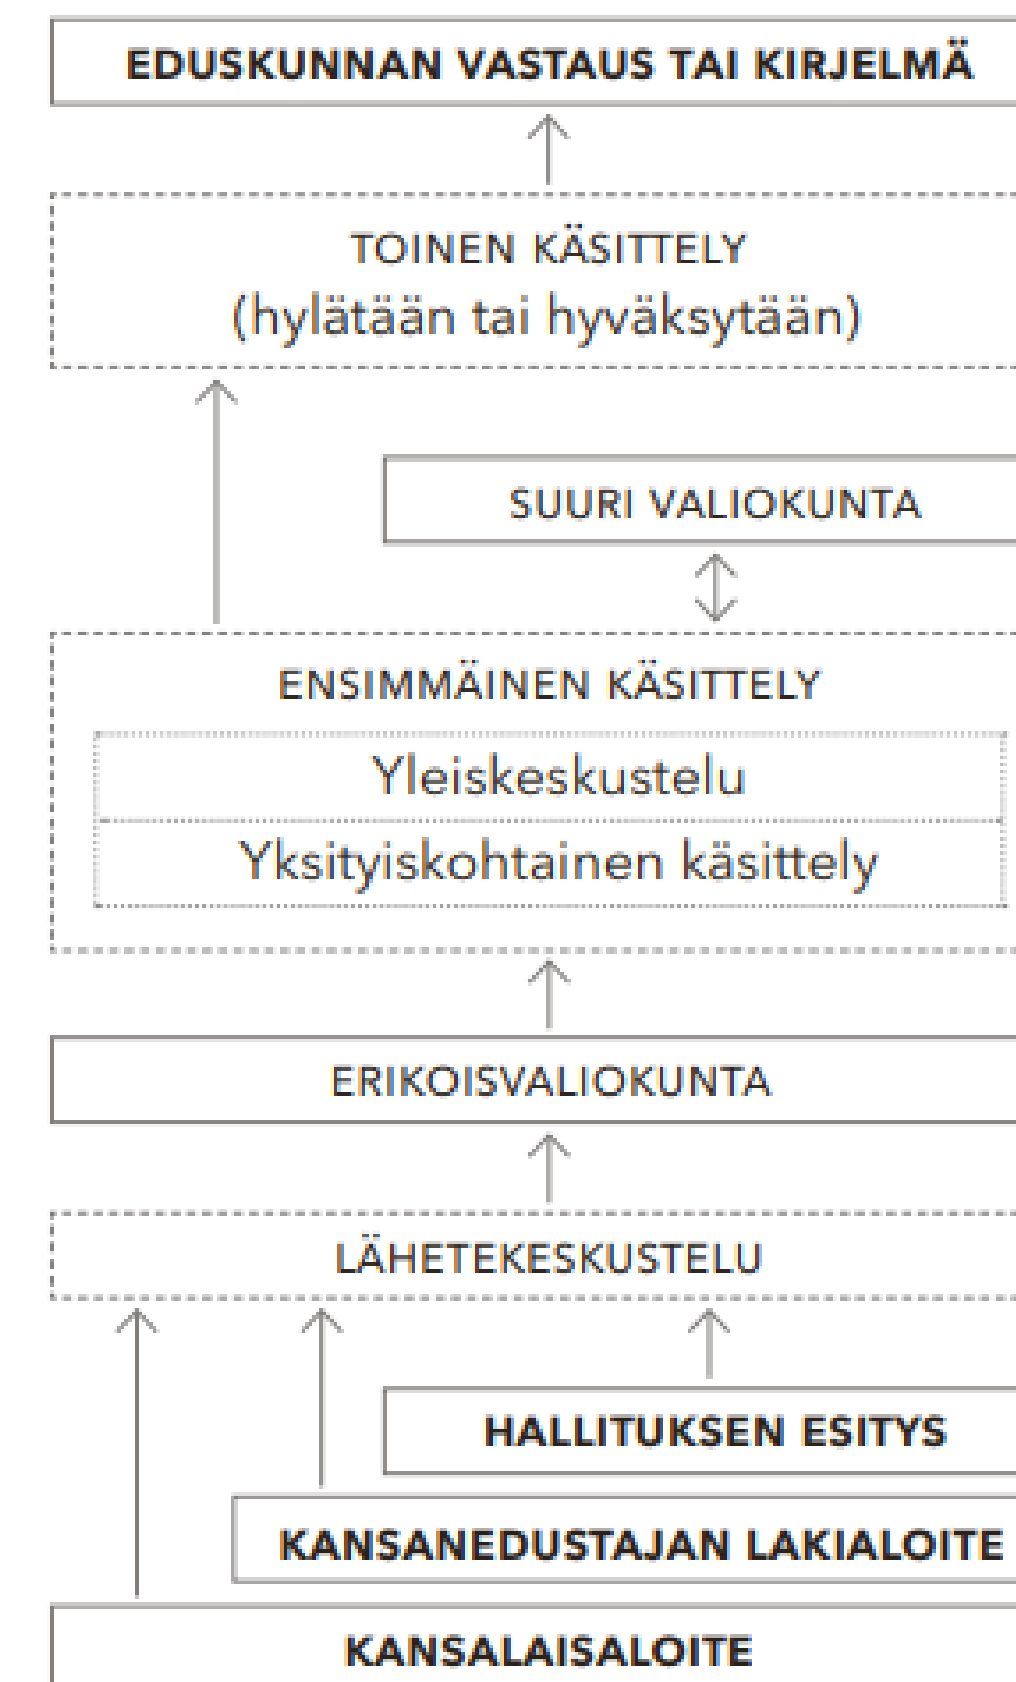 EDUSKUNNAN VASTAUS TAI KIRJELMÄ
TOINEN KÄSITTELY
(hylätään tai hyväksytään)
SUURI VALIOKUNTA
ENSIMMÄINEN KÄSITTELY
Yleiskeskustelu
Yksityiskohtainen käsittely
ERIKOISVALIOKUNTA
LÄHETEKESKUSTELU
HALLITUKSEN ESITYS
KANSANEDUSTAJAN LAKIALOITE
KANSALAISALOITE